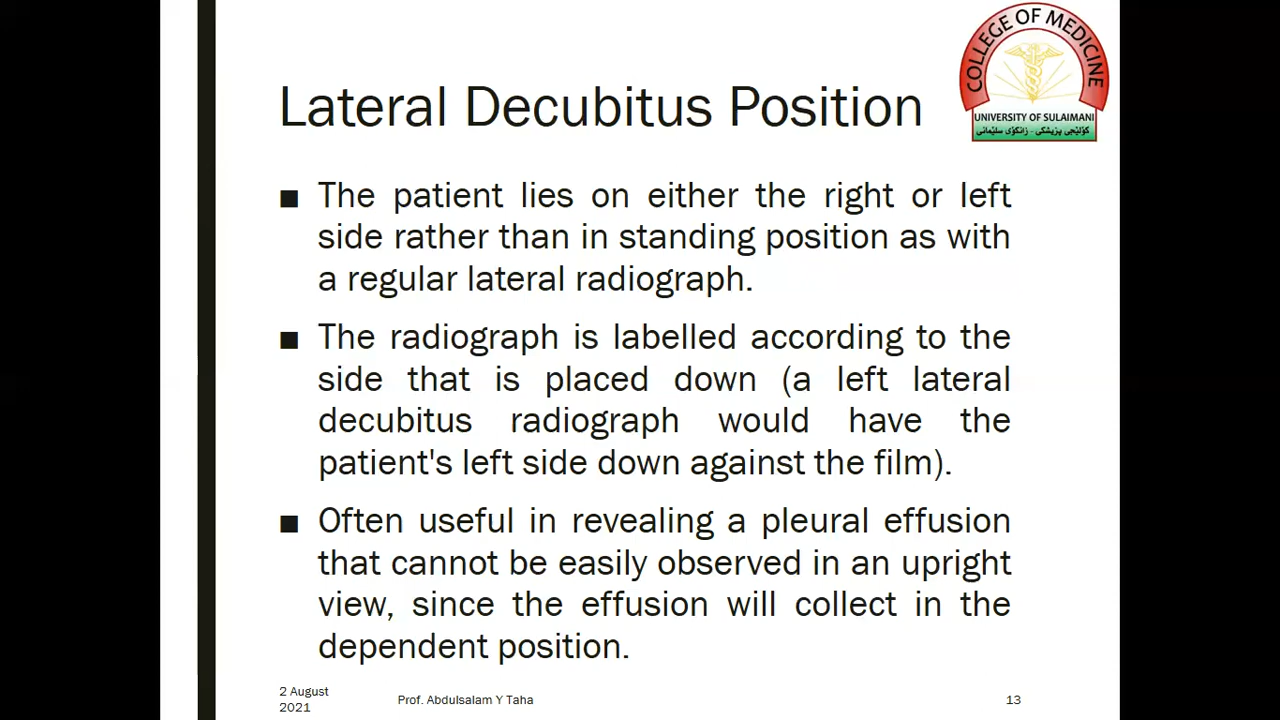 COLLEGE OF MEDICINE
UNIVERSITY OF SULAIMANI
كۆلێجی پزیشکی - زانکۆی سلێمانی
Lateral Decubitus Position
■ The patient lies on either the right or left
side rather than in standing position as with
a regular lateral radiograph.
■ The radiograph is labelled according to the
side that is placed down (a left lateral
decubitus radiograph would have the
patient's left side down against the film).
■ Often useful in revealing a pleural effusion
that cannot be easily observed in an upright
view, since the effusion will collect in the
dependent position.
2 August
2021
Prof. Abdulsalam Y Taha
13